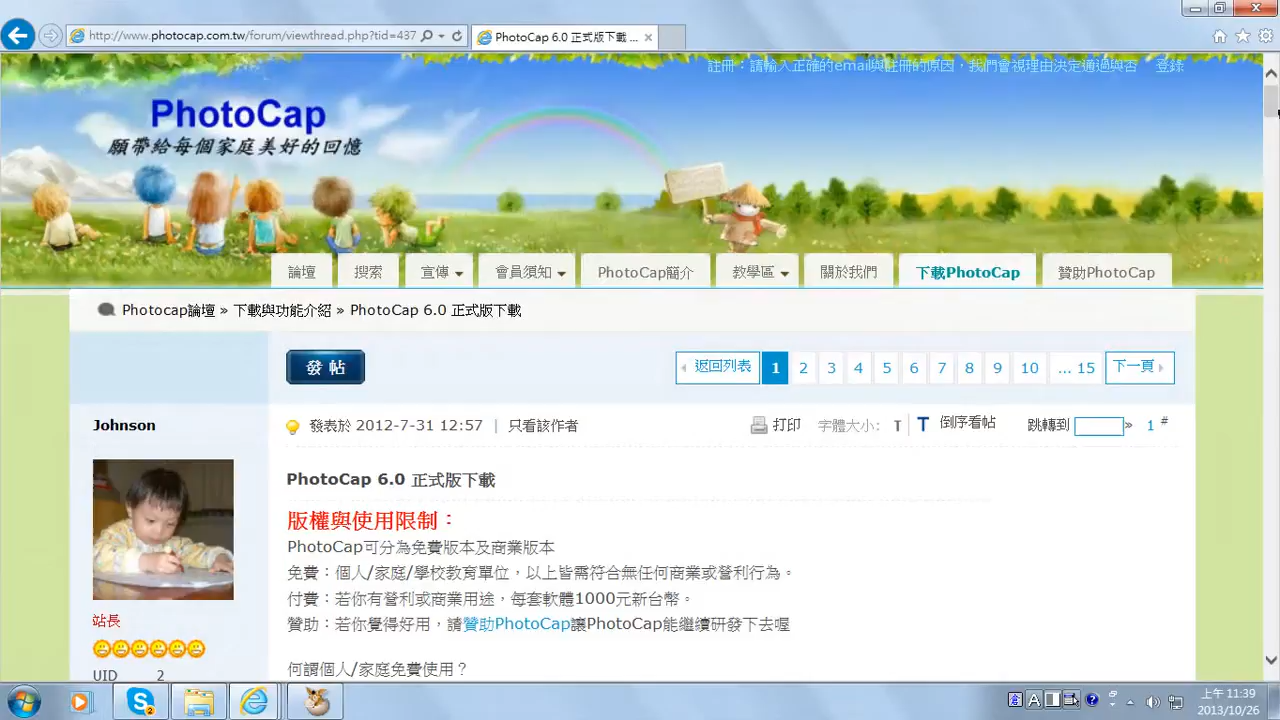 http://www.photocap.com.tw/forum/viewthread.php?tid=437
PhotoCap 6.0 正式版下載 ...
註冊：請輸入正確的email與註冊的原因，我們會視理由決定通過與否 登錄
PhotoCap
願帶給每個家庭美好的回憶
論壇 搜索 宣傳 會員須知 PhotoCap簡介 教學區 關於我們 下載PhotoCap 贊助PhotoCap
Photocap論壇 » 下載與功能介紹 » PhotoCap 6.0 正式版下載
發帖
返回列表 1 2 3 4 5 6 7 8 9 10 ... 15 下一頁
Johnson
發表於 2012-7-31 12:57 | 只看該作者
打印 字體大小: T | T 倒序看帖 跳轉到 » 1 #
PhotoCap 6.0 正式版下載
版權與使用限制：
PhotoCap可分為免費版本及商業版本
免費：個人/家庭/學校教育單位，以上皆需符合無任何商業或營利行為。
付費：若你有營利或商業用途，每套軟體1000元新台幣。
贊助：若你覺得好用，請贊助PhotoCap讓PhotoCap能繼續研發下去喔
站長
何謂個人/家庭免費使用？
UID 2
2
A
上午 11:39
2013/10/26